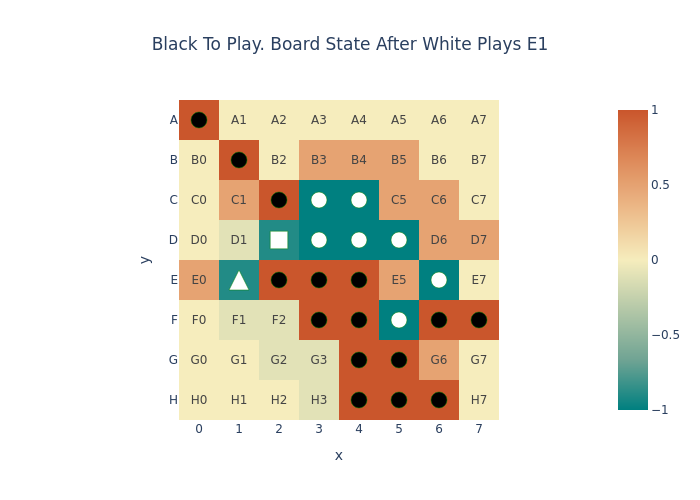 Black To Play. Board State After White Plays E1
A A1 A2 A3 A4 A5 A6 A7 1
B B0 B2 B3 B4 B5 B6 B7
C C0 C1 C5 C6 C7 0.5
D D0 D1 D6 D7
y E E0 E5 E7 0
F F0 F1 F2
G G0 G1 G2 G3 G6 G7 −0.5
H H0 H1 H2 H3 H7 −1
0 1 2 3 4 5 6 7
x